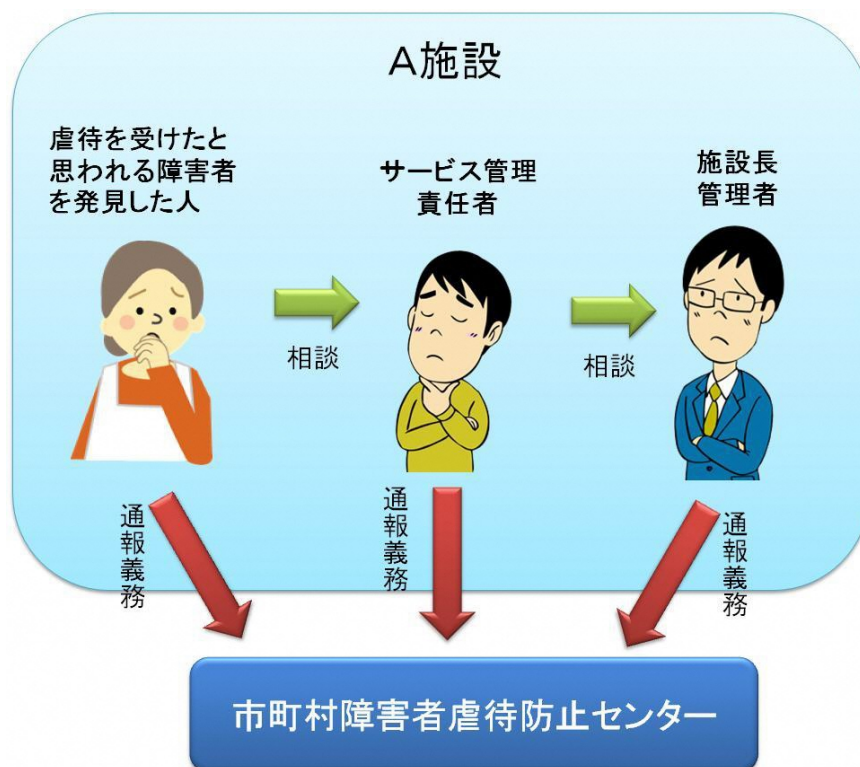 A施設
虐待を受けたと
思われる障害者
を発見した人
サービス管理
責任者
施設長
管理者
相談
相談
通報義務
通報義務
通報義務
市町村障害者虐待防止センター